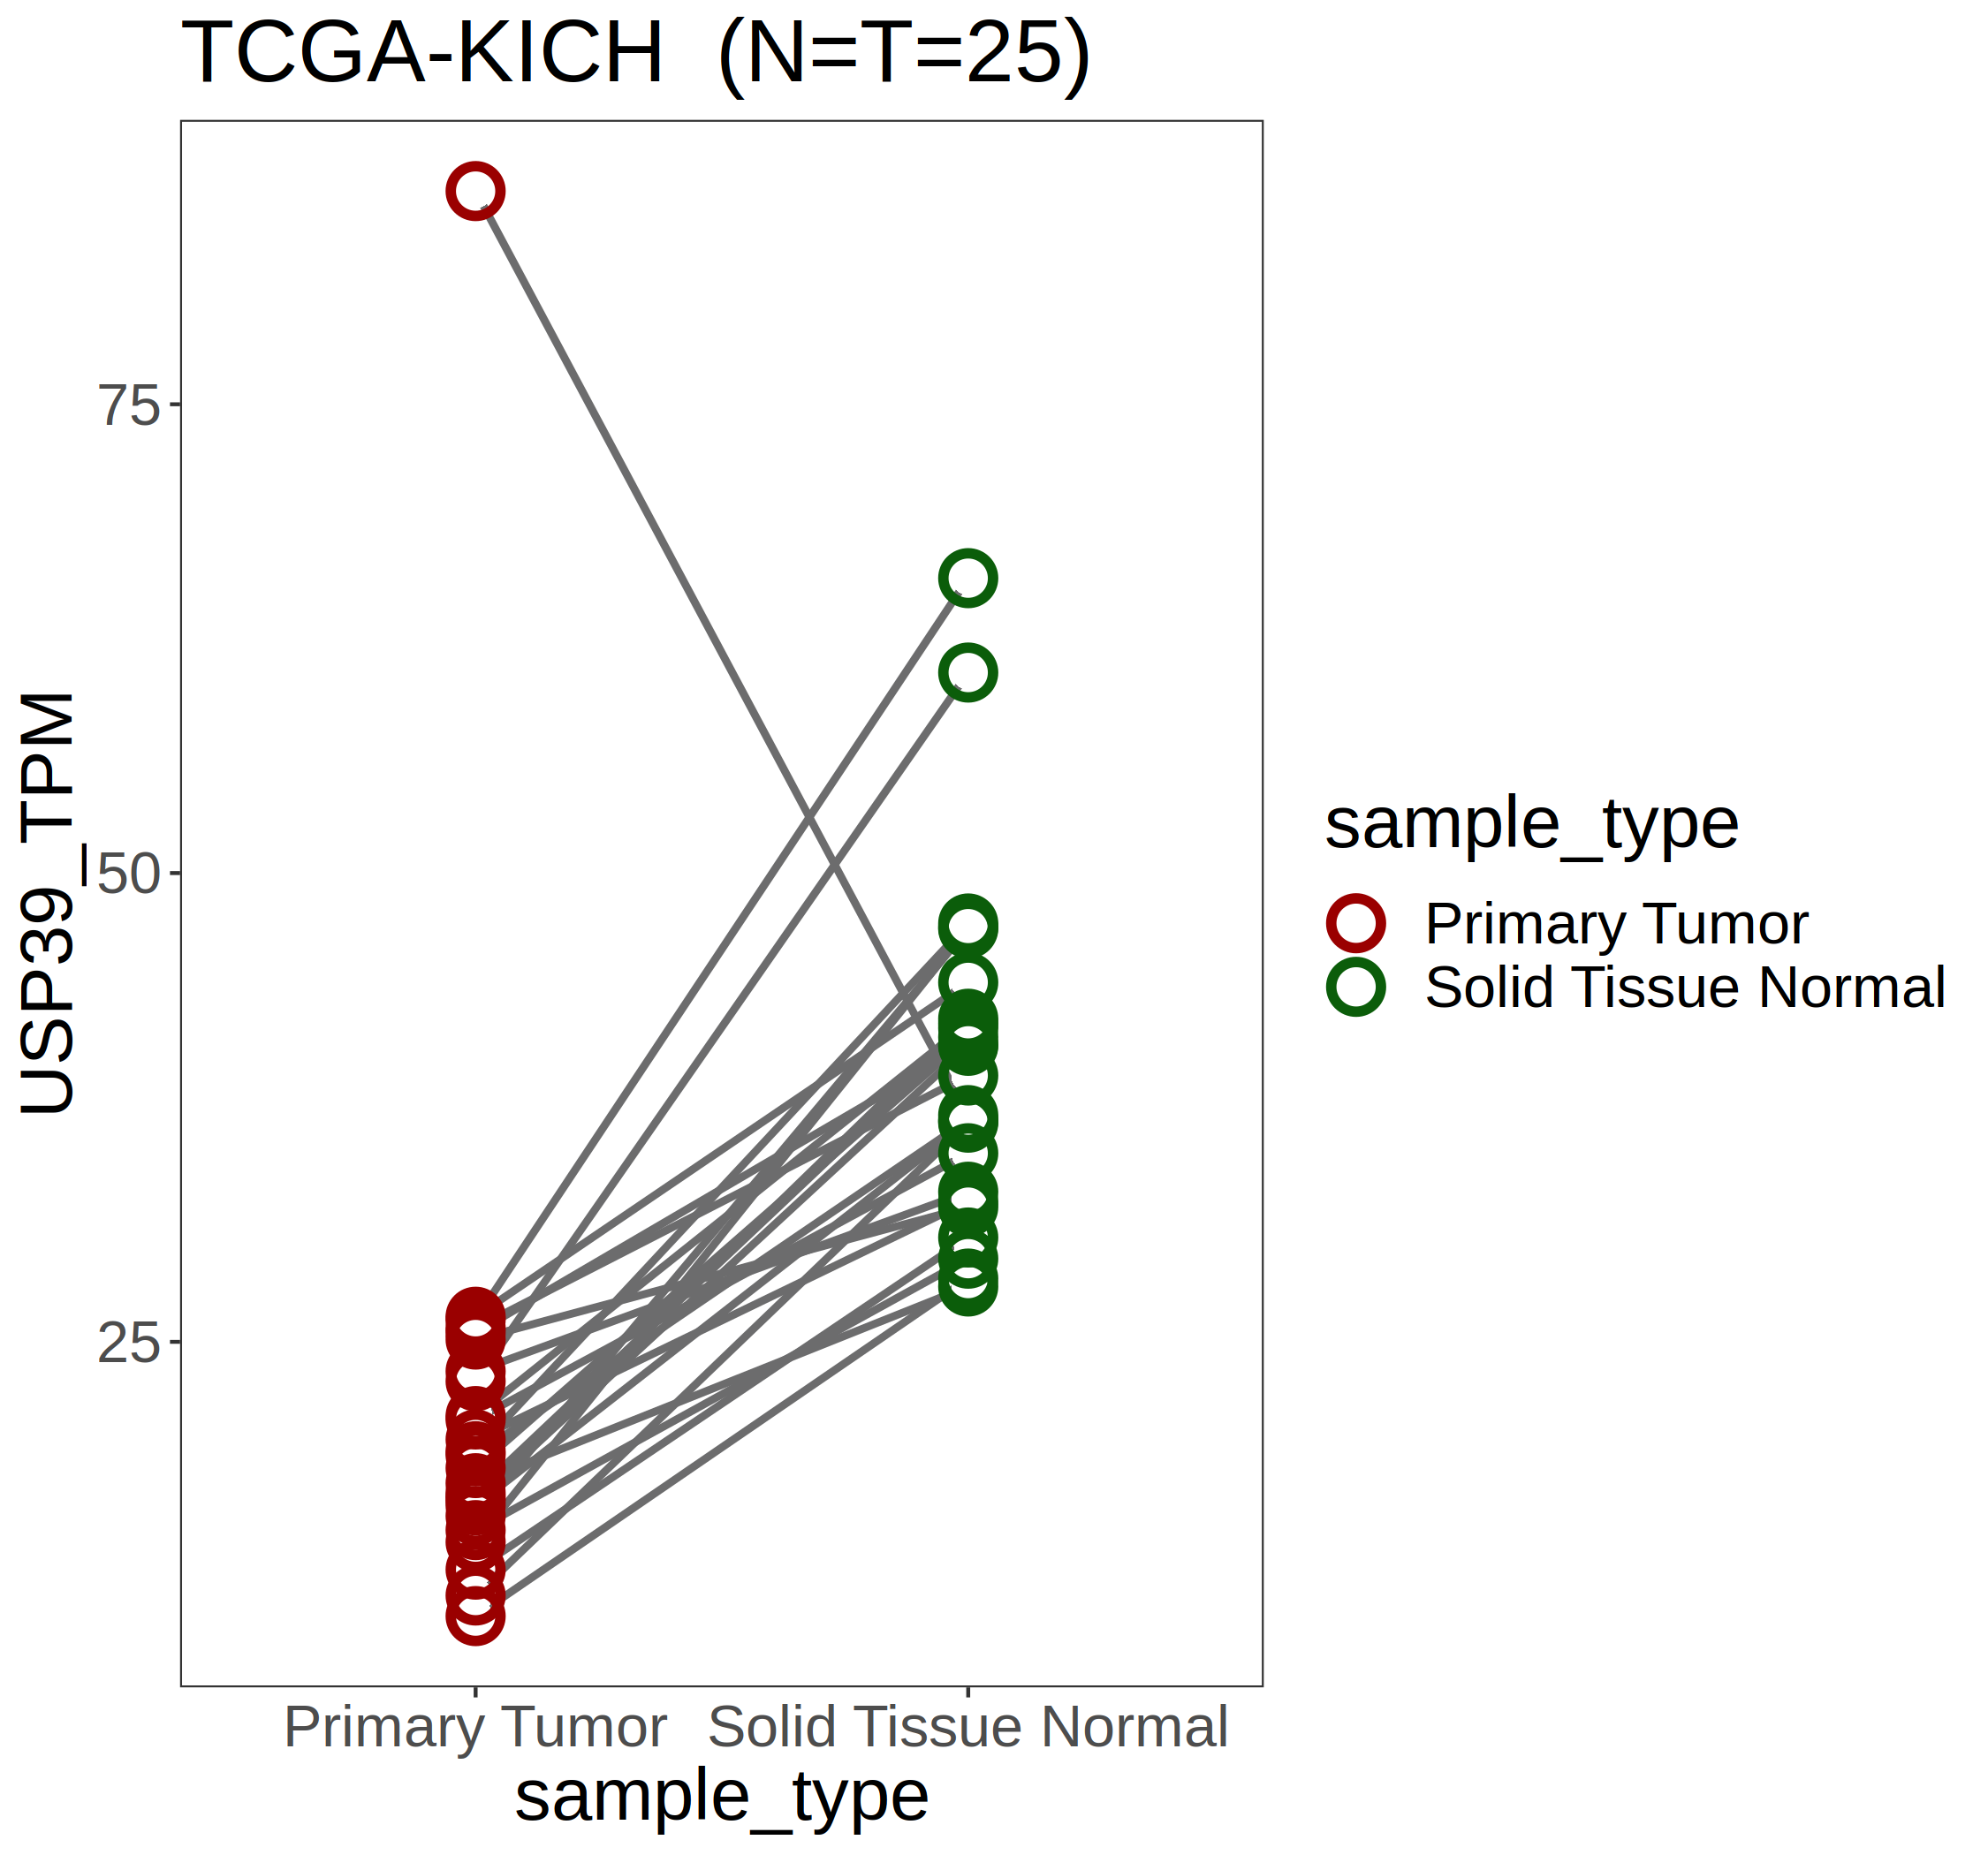 TCGA-KICH  (N=T=25)
USP39_TPM
75
50
25
Primary Tumor
Solid Tissue Normal
sample_type
sample_type
Primary Tumor
Solid Tissue Normal